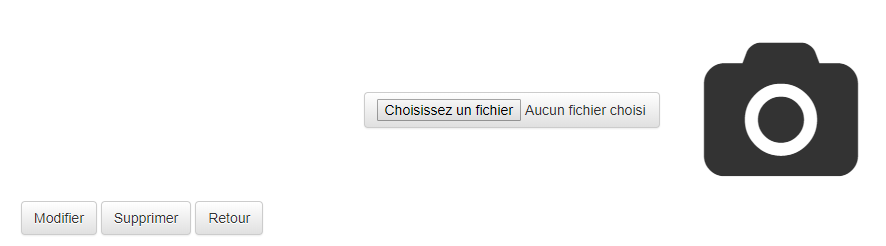 Choisissez un fichier Aucun fichier choisi
Modifier Supprimer Retour